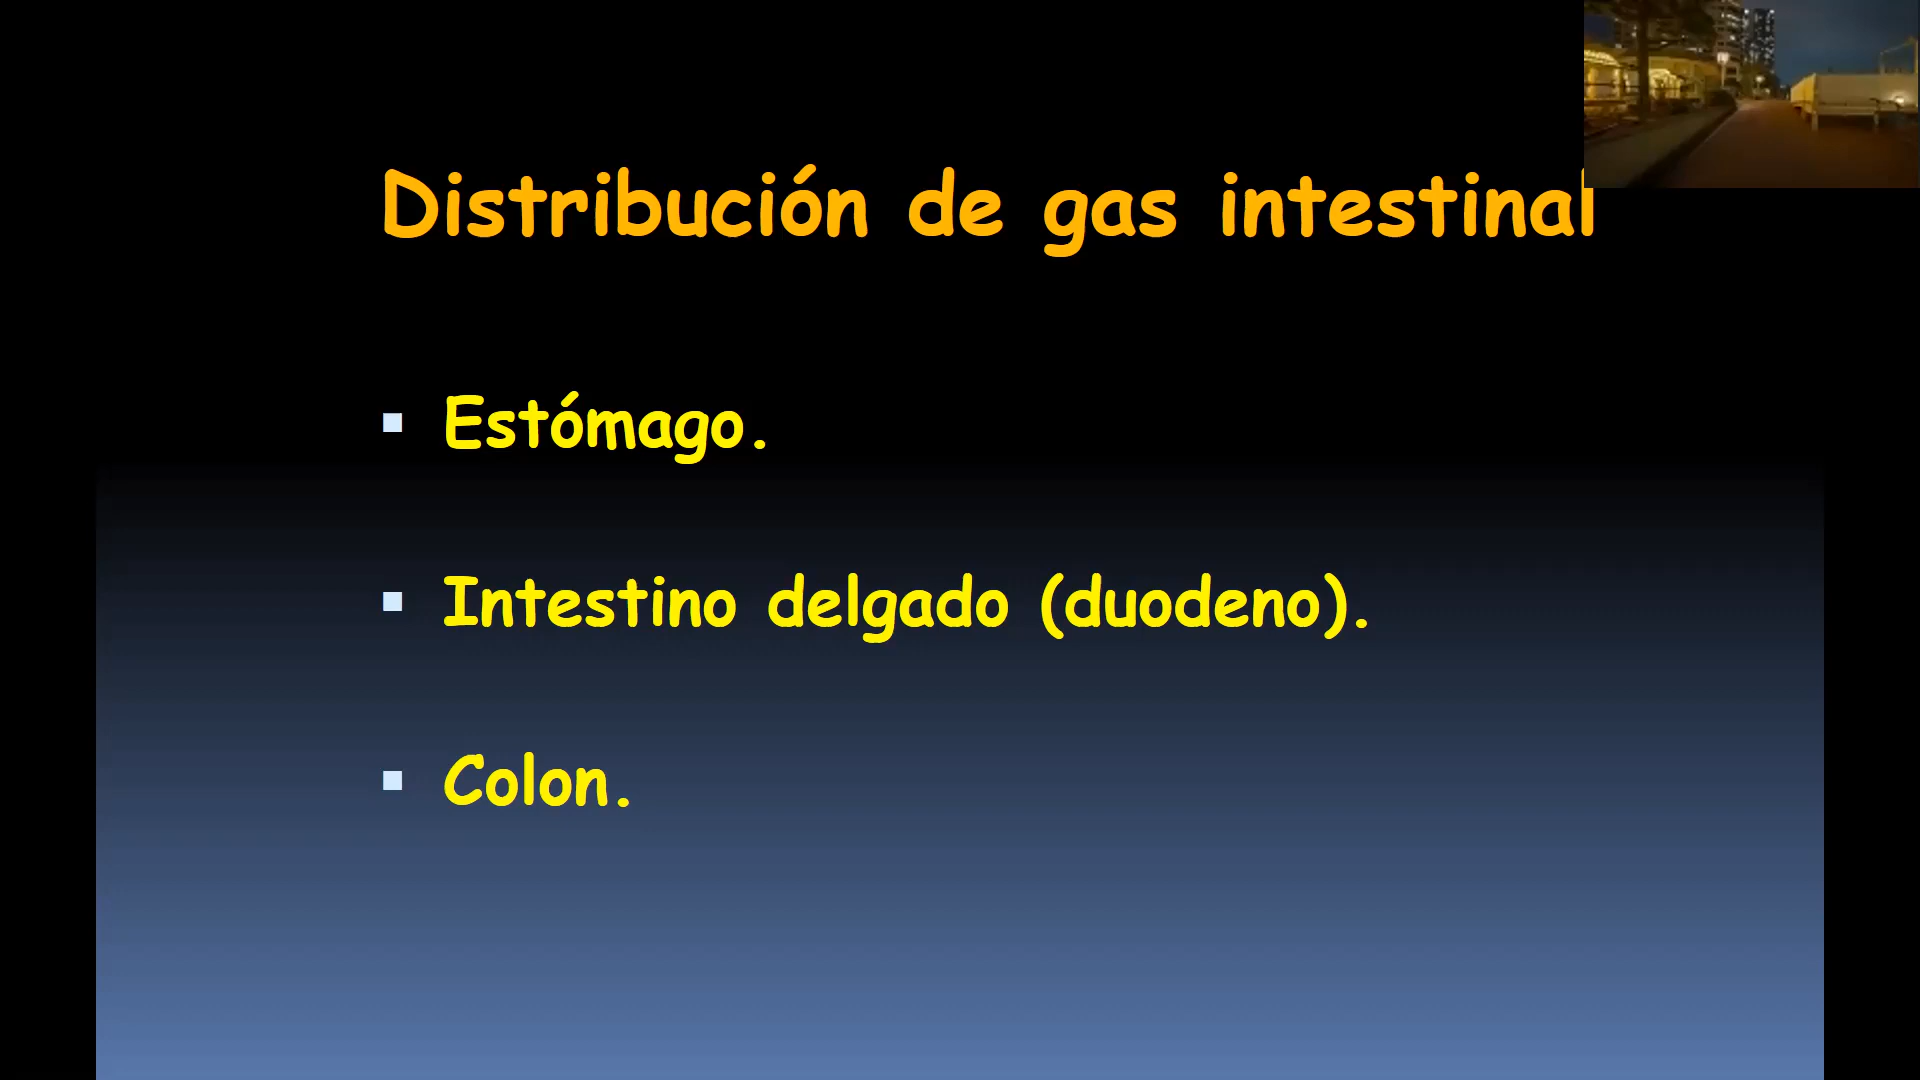 Distribución de gas intestinal
▪ Estómago.
▪ Intestino delgado (duodeno).
▪ Colon.